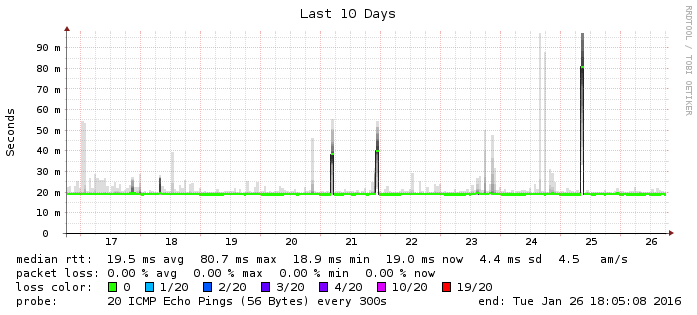 Last 10 Days
RRDTOOL / TOBI OETIKER
Seconds
90 m
80 m
70 m
60 m
50 m
40 m
30 m
20 m
10 m
0
17 18 19 20 21 22 23 24 25 26
median rtt: 19.5 ms avg 80.7 ms max 18.9 ms min 19.0 ms now 4.4 ms sd 4.5 am/s
packet loss: 0.00 % avg 0.00 % max 0.00 % min 0.00 % now
loss color: 0 1/20 2/20 3/20 4/20 10/20 19/20
probe: 20 ICMP Echo Pings (56 Bytes) every 300s end: Tue Jan 26 18:05:08 2016